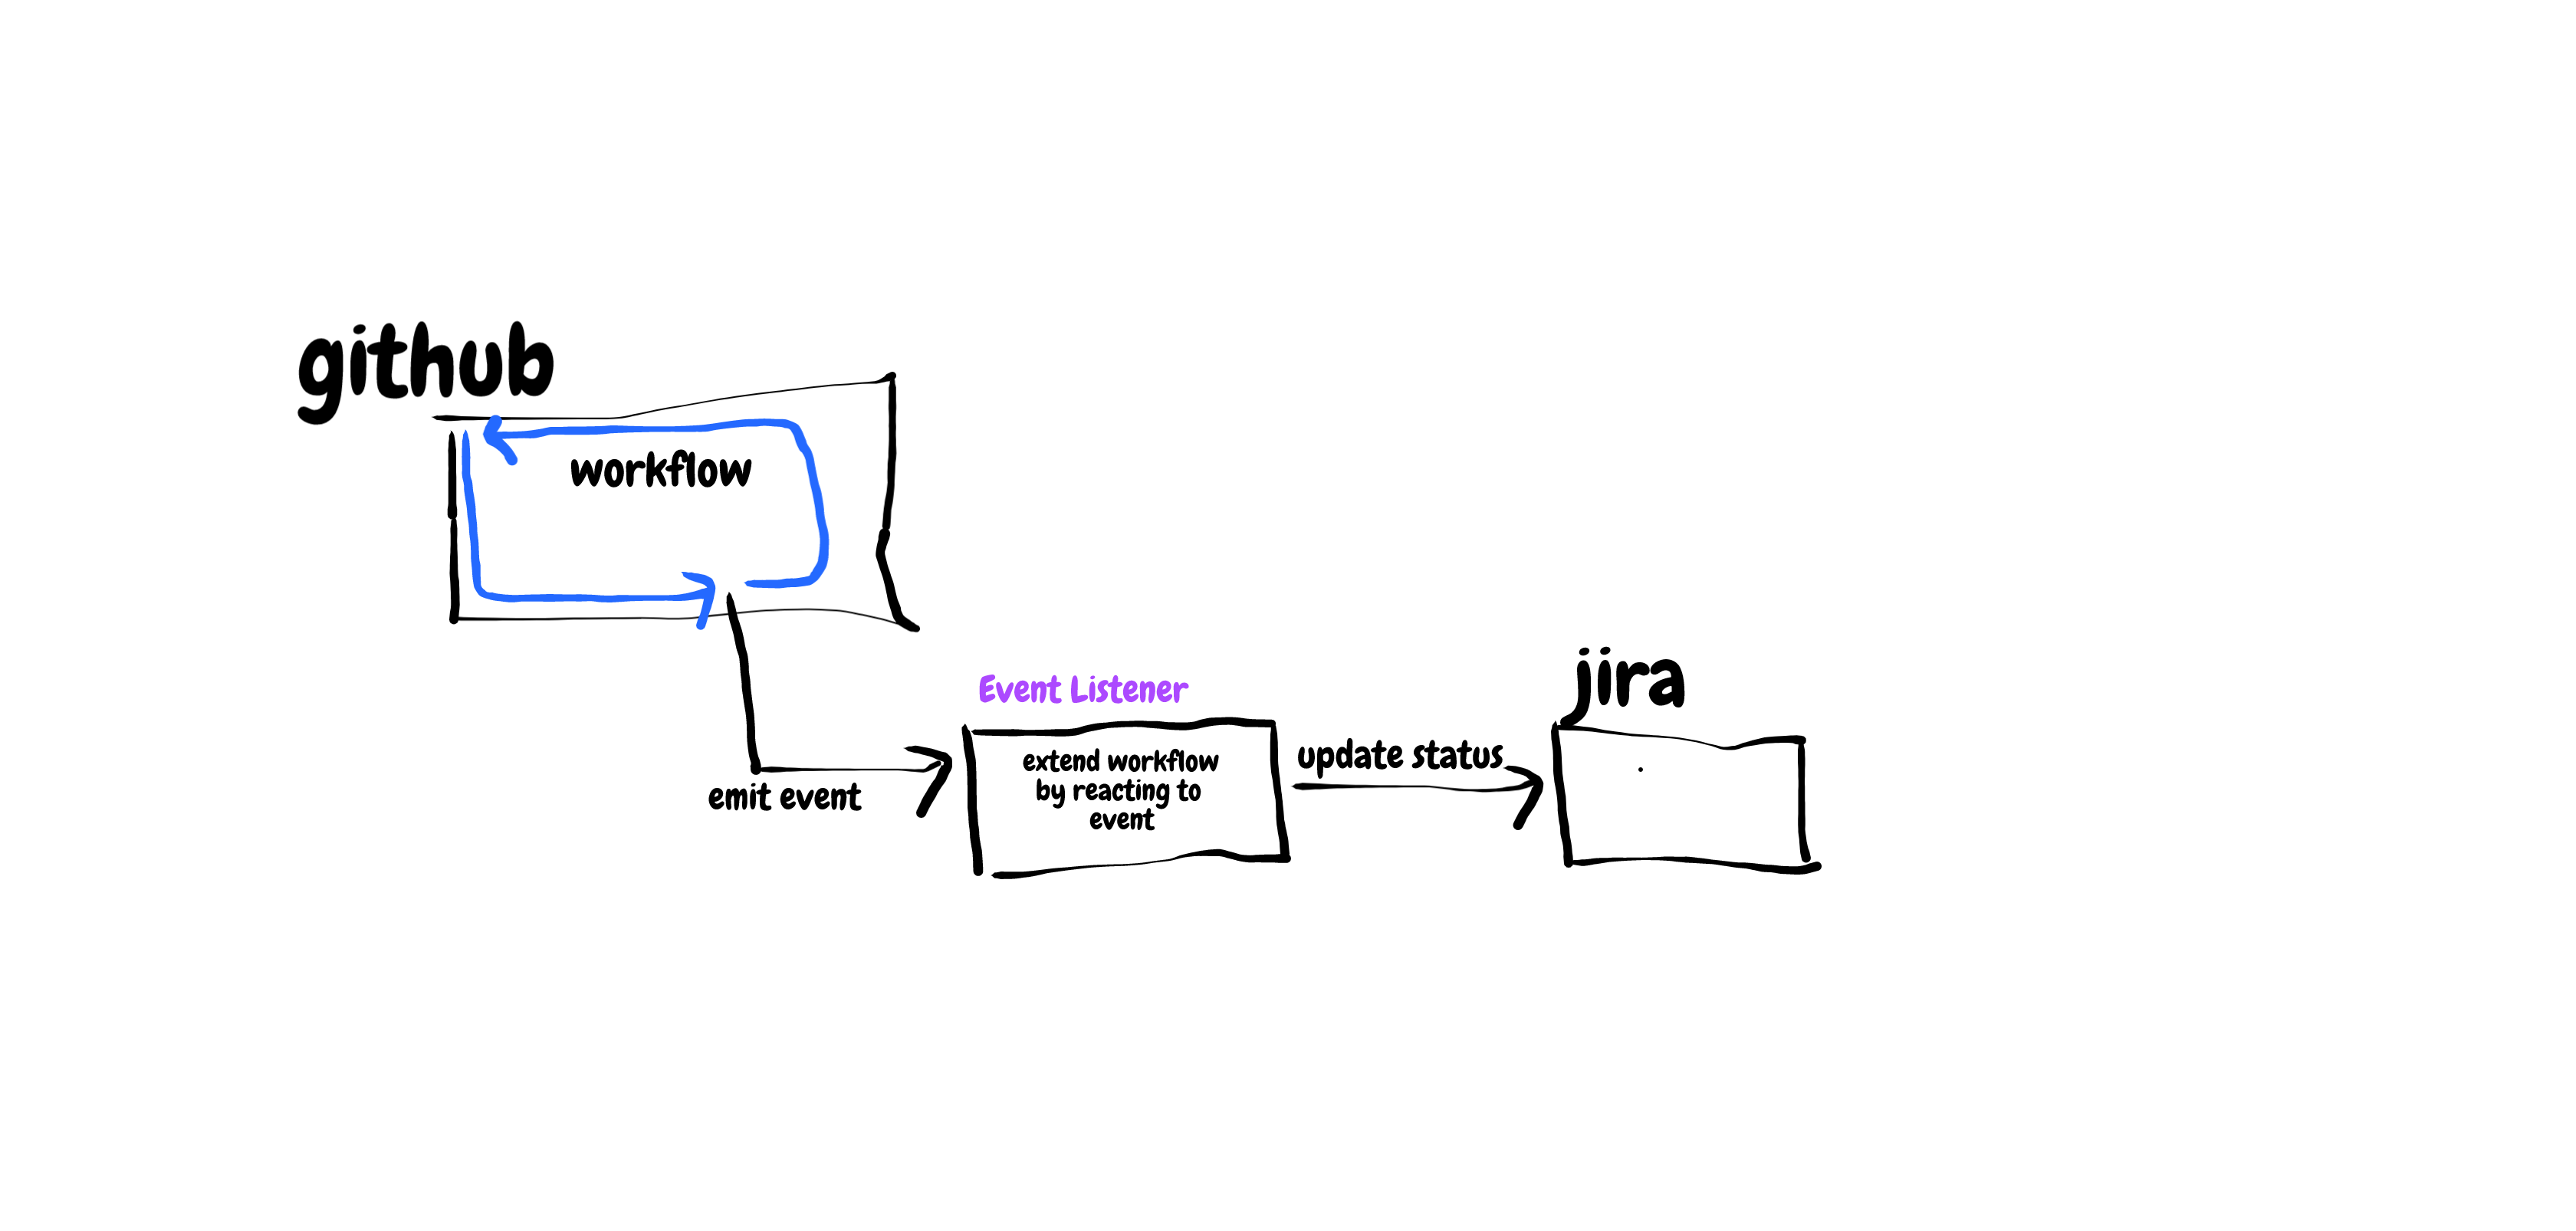 github
workflow
Event Listener
jira
extend workflow
by reacting to
event
update status
emit event